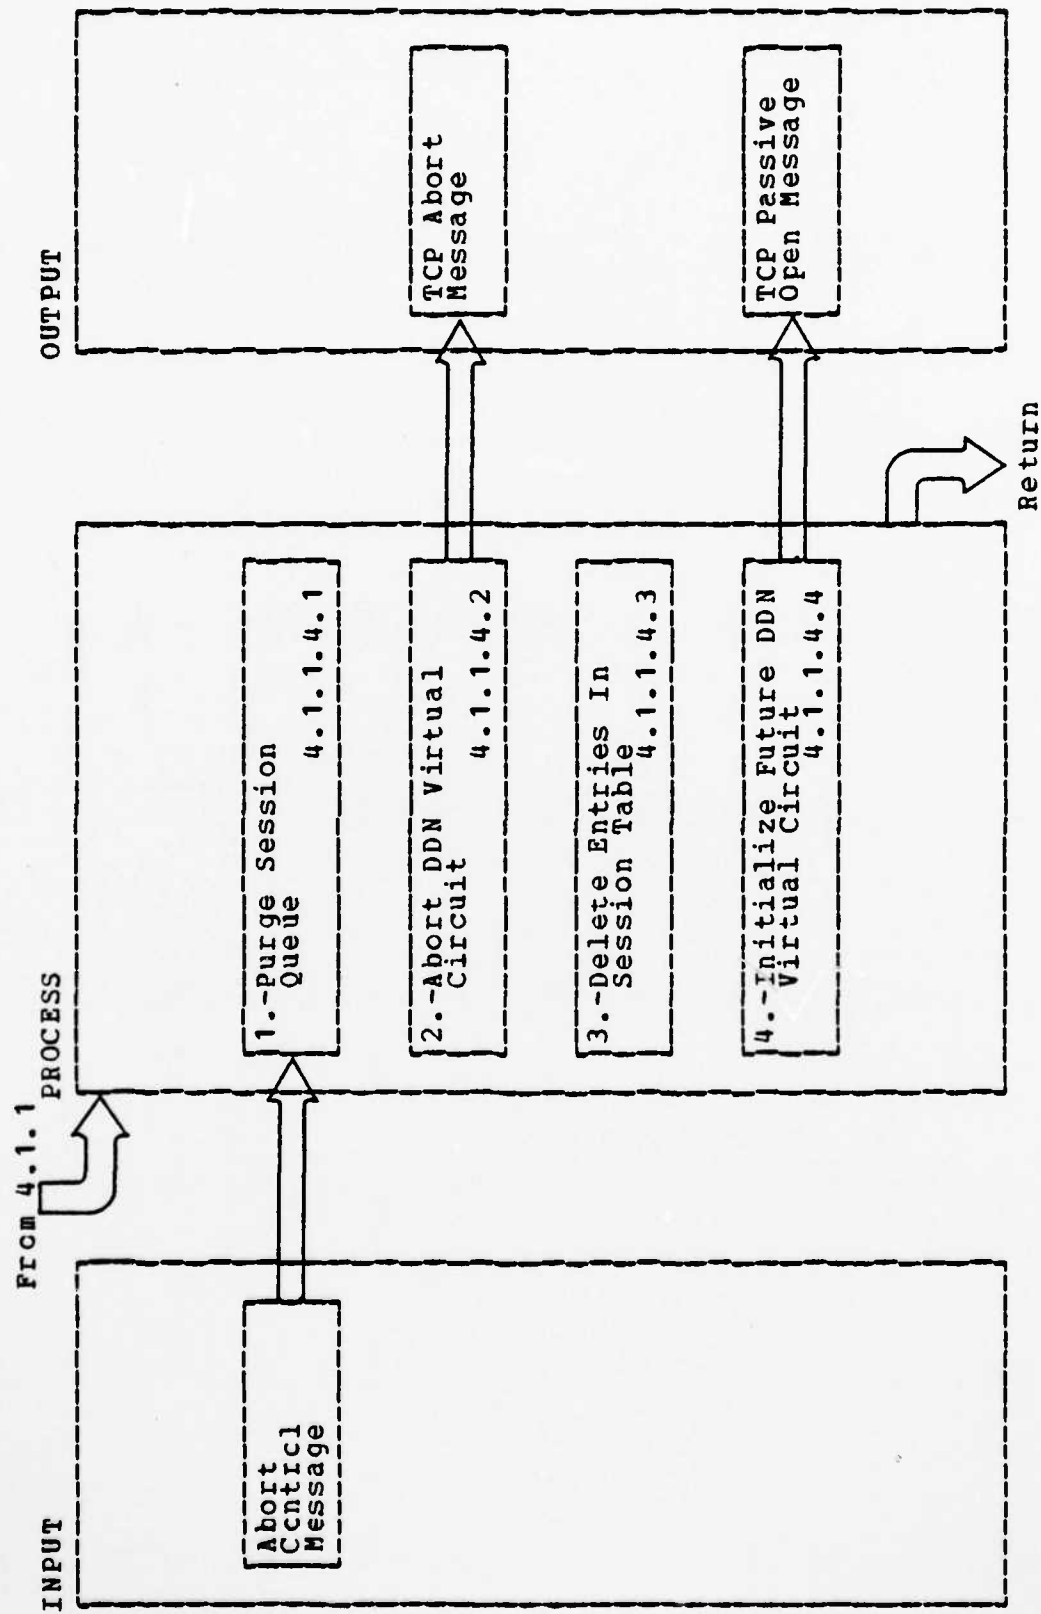 From 4.1.1
INPUT
PROCESS
OUTPUT
Abort
Ccntrcl
Message
1.-Purge Session
Queue
4.1.1.4.1
2.-Abort DDN Virtual
Circuit
4.1.1.4.2
TCP Abort
Message
3.-Delete Entries In
Session Table
4.1.1.4.3
4.-Initialize Future DDN
Virtual Circuit
4.1.1.4.4
TCP Passive
Open Message
Return